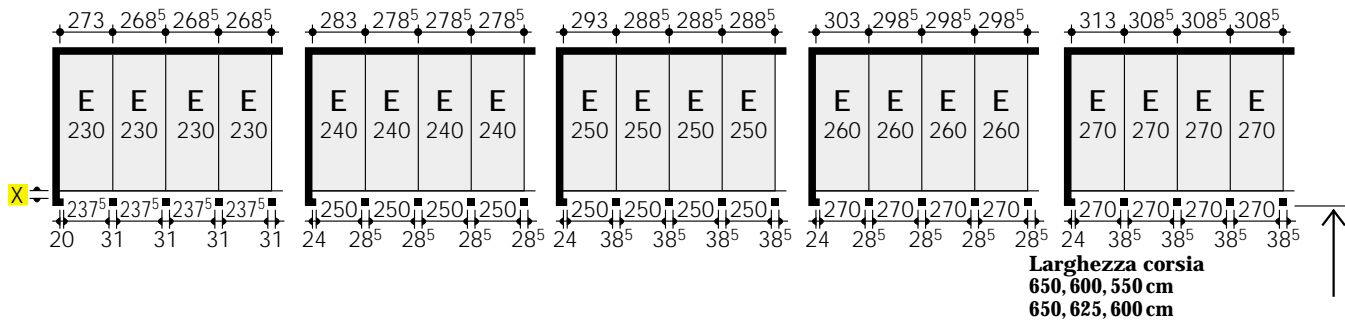 273 268⁵ 268⁵ 268⁵ 283 278⁵ 278⁵ 278⁵ 293 288⁵ 288⁵ 288⁵ 303 298⁵ 298⁵ 298⁵ 313 308⁵ 308⁵ 308⁵
E E E E E E E E E E E E E E E E E E E E
230 230 230 230 240 240 240 240 250 250 250 250 260 260 260 260 270 270 270 270
X
237⁵ 237⁵ 237⁵ 237⁵ 250 250 250 250 250 250 250 250 270 270 270 270 270 270 270 270
20 31 31 31 31 24 28⁵ 28⁵ 28⁵ 28⁵ 24 38⁵ 38⁵ 38⁵ 38⁵ 24 28⁵ 28⁵ 28⁵ 28⁵ 24 38⁵ 38⁵ 38⁵ 38⁵
Larghezza corsia
650, 600, 550 cm
650, 625, 600 cm